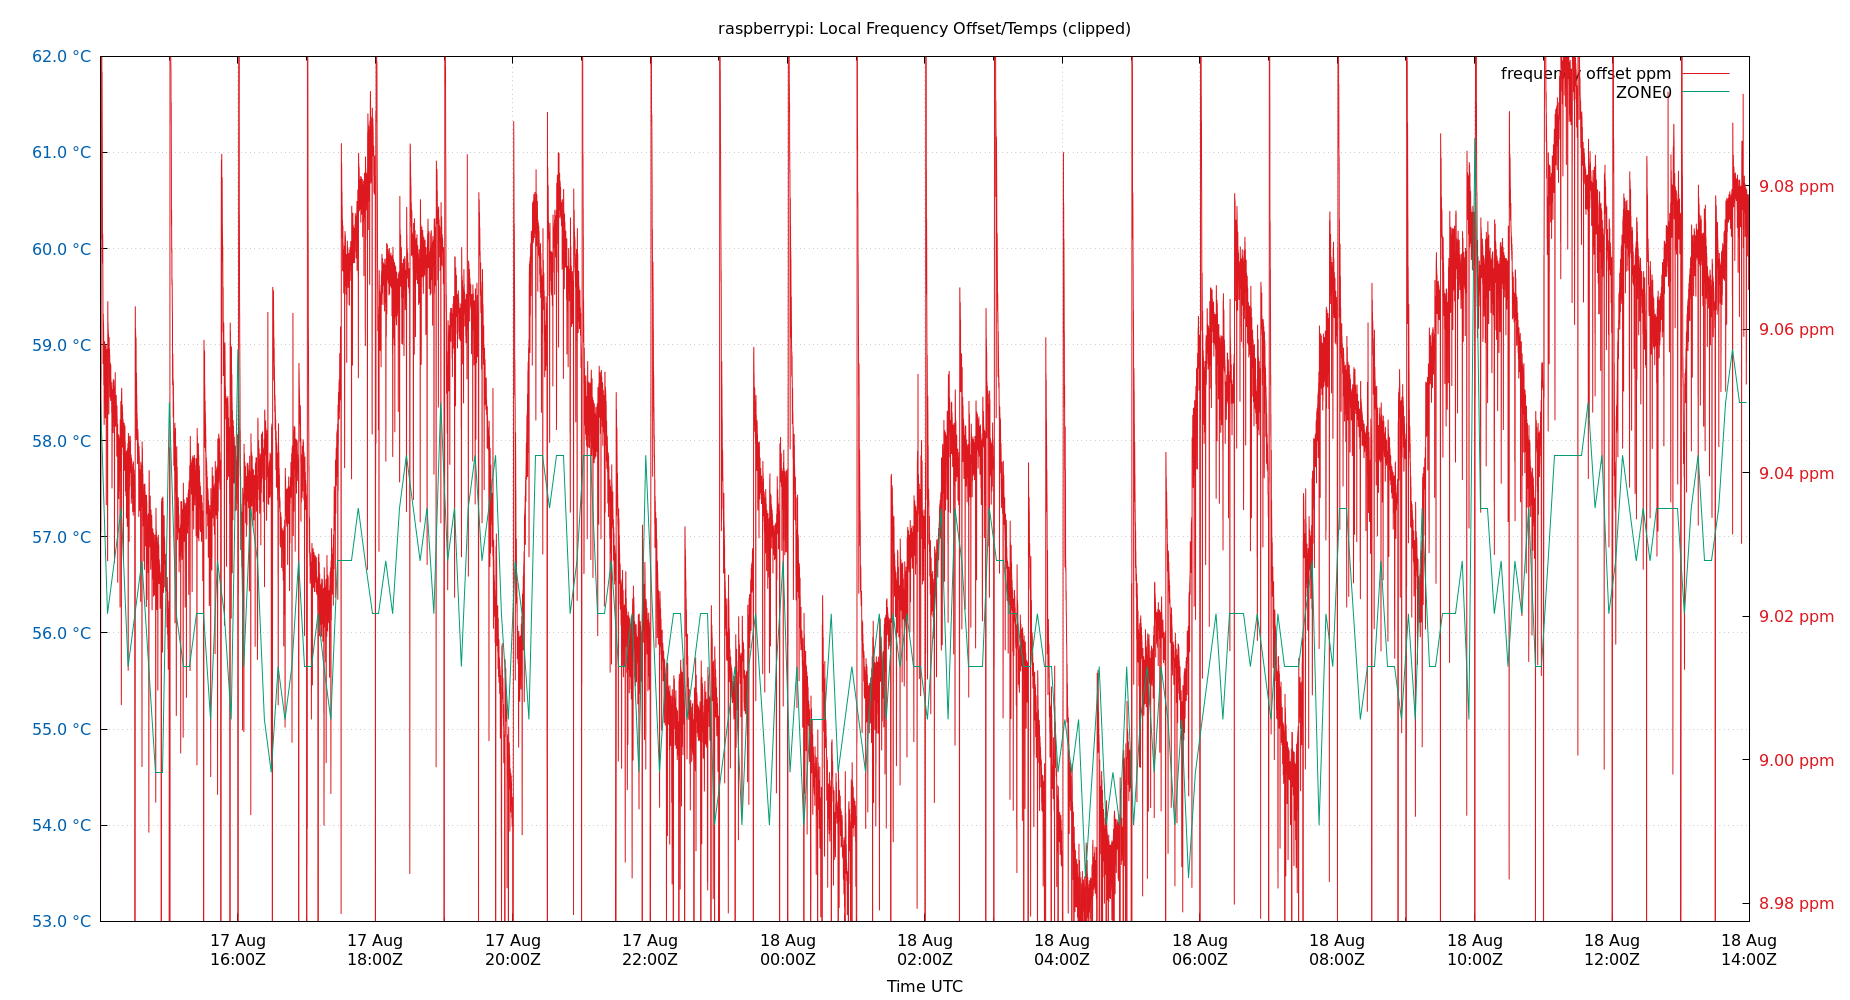 raspberrypi: Local Frequency Offset/Temps (clipped)
62.0 °C
61.0 °C
60.0 °C
59.0 °C
58.0 °C
57.0 °C
56.0 °C
55.0 °C
54.0 °C
53.0 °C
frequency offset ppm
ZONE0
9.08 ppm
9.06 ppm
9.04 ppm
9.02 ppm
9.00 ppm
8.98 ppm
17 Aug 17 Aug 17 Aug 17 Aug 18 Aug 18 Aug 18 Aug 18 Aug 18 Aug 18 Aug 18 Aug 18 Aug
16:00Z 18:00Z 20:00Z 22:00Z 00:00Z 02:00Z 04:00Z 06:00Z 08:00Z 10:00Z 12:00Z 14:00Z
Time UTC